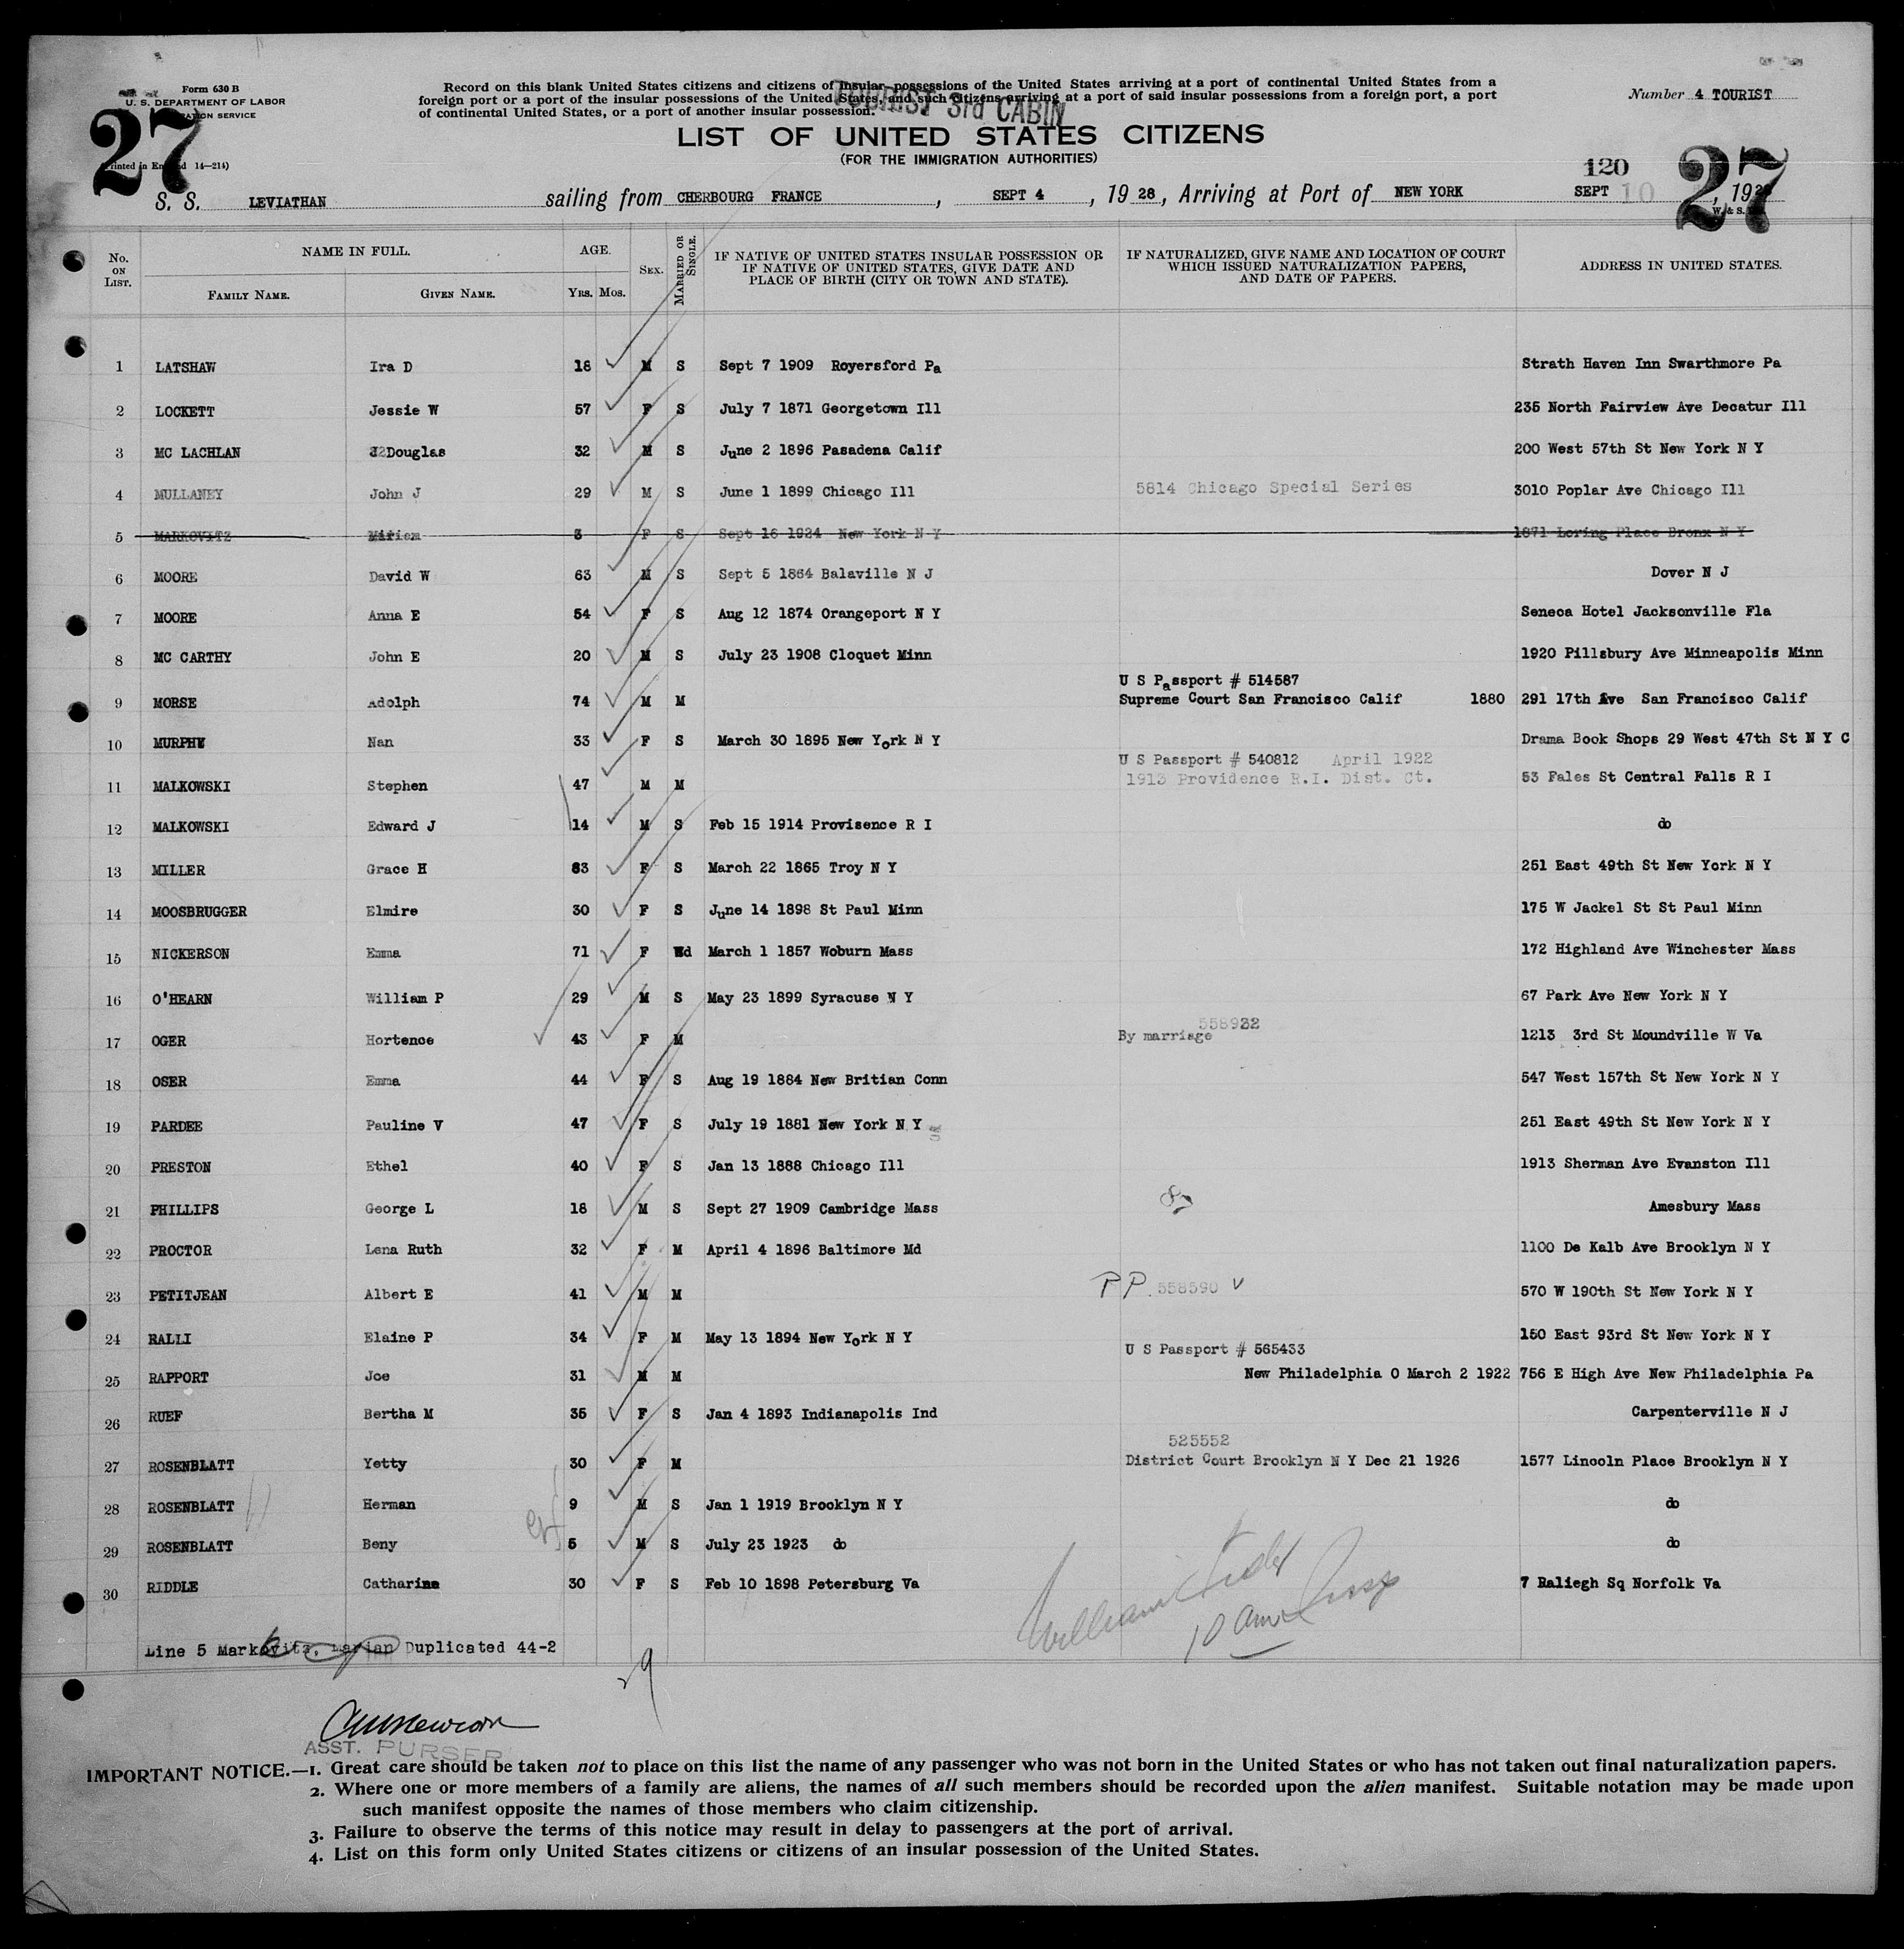 Form 630 B
U. S. DEPARTMENT OF LABOR
Record on this blank United States citizens and citizens of insular possessions of the United States arriving at a port of continental United States from a
foreign port or a port of the insular possessions of the United States, and such citizens arriving at a port of said insular possessions from a foreign port, a port
of continental United States, or a port of another insular possession.
TOURIST 3rd CABIN
Number 4 TOURIST
27
LIST OF UNITED STATES CITIZENS
(FOR THE IMMIGRATION AUTHORITIES)
120
27
S. S. LEVIATHAN sailing from CHERBOURG FRANCE, SEPT 4, 19 28, Arriving at Port of NEW YORK SEPT 10, 1928
No. ON LIST. NAME IN FULL. FAMILY NAME. GIVEN NAME. AGE. YRS. MOS. SEX. MARRIED OR SINGLE. IF NATIVE OF UNITED STATES INSULAR POSSESSION OR IF NATIVE OF UNITED STATES, GIVE DATE AND PLACE OF BIRTH (CITY OR TOWN AND STATE). IF NATURALIZED, GIVE NAME AND LOCATION OF COURT WHICH ISSUED NATURALIZATION PAPERS, AND DATE OF PAPERS. ADDRESS IN UNITED STATES.
1 LATSHAW Ira D 18 M S Sept 7 1909 Royersford Pa Strath Haven Inn Swarthmore Pa
2 LOCKETT Jessie W 57 F S July 7 1871 Georgetown Ill 235 North Fairview Ave Decatur Ill
3 MC LACHLAN Douglas 32 M S June 2 1896 Pasadena Calif 200 West 57th St New York N Y
4 MULLANEY John J 29 M S June 1 1899 Chicago Ill 5814 Chicago Special Series 3010 Poplar Ave Chicago Ill
5 MARKOVITZ Miriam 3 F S Sept 16 1924 New York N Y 1871 Loring Place Bronx N Y
6 MOORE David W 63 M S Sept 5 1864 Balaville N J Dover N J
7 MOORE Anna E 54 F S Aug 12 1874 Orangeport N Y Seneca Hotel Jacksonville Fla
8 MC CARTHY John E 20 M S July 23 1908 Cloquet Minn 1920 Pillsbury Ave Minneapolis Minn
U S Passport # 514587
9 MORSE Adolph 74 M M Supreme Court San Francisco Calif 1880 291 17th Ave San Francisco Calif
10 MURPHY Nan 33 F S March 30 1895 New York N Y Drama Book Shops 29 West 47th St N Y C
U S Passport # 540812 April 1922
11 MALKOWSKI Stephen 47 M M 1913 Providence R.I. Dist. Ct. 53 Fales St Central Falls R I
12 MALKOWSKI Edward J 14 M S Feb 15 1914 Provisence R I do
13 MILLER Grace H 63 F S March 22 1865 Troy N Y 251 East 49th St New York N Y
14 MOOSBRUGGER Elmire 30 F S June 14 1898 St Paul Minn 175 W Jackel St St Paul Minn
15 NICKERSON Emma 71 F Wd March 1 1857 Woburn Mass 172 Highland Ave Winchester Mass
16 O'HEARN William P 29 M S May 23 1899 Syracuse N Y 67 Park Ave New York N Y
558932
17 OGER Hortence 43 F M By marriage 1213 3rd St Moundville W Va
18 OSER Emma 44 F S Aug 19 1884 New Britian Conn 547 West 157th St New York N Y
19 PARDEE Pauline V 47 F S July 19 1881 New York N Y 251 East 49th St New York N Y
20 PRESTON Ethel 40 F S Jan 13 1888 Chicago Ill 1913 Sherman Ave Evanston Ill
21 PHILLIPS George L 18 M S Sept 27 1909 Cambridge Mass Amesbury Mass
22 PROCTOR Lena Ruth 32 F M April 4 1896 Baltimore Md 1100 De Kalb Ave Brooklyn N Y
23 PETITJEAN Albert E 41 M M PP. 558590 570 W 190th St New York N Y
24 RALLI Elaine P 34 F M May 13 1894 New York N Y 150 East 93rd St New York N Y
U S Passport # 565433
25 RAPPORT Joe 31 M M New Philadelphia O March 2 1922 756 E High Ave New Philadelphia Pa
26 RUEF Bertha M 35 F S Jan 4 1893 Indianapolis Ind Carpenterville N J
525552
27 ROSENBLATT Yetty 30 F M District Court Brooklyn N Y Dec 21 1926 1577 Lincoln Place Brooklyn N Y
28 ROSENBLATT Herman 9 M S Jan 1 1919 Brooklyn N Y do
29 ROSENBLATT Beny 5 M S July 23 1923 do do
30 RIDDLE Catharine 30 F S Feb 10 1898 Petersburg Va 7 Raliegh Sq Norfolk Va
Line 5 Markovitz, Duplicated 44-2
29
ASST. PURSER
IMPORTANT NOTICE.—1. Great care should be taken not to place on this list the name of any passenger who was not born in the United States or who has not taken out final naturalization papers.
2. Where one or more members of a family are aliens, the names of all such members should be recorded upon the alien manifest. Suitable notation may be made upon
such manifest opposite the names of those members who claim citizenship.
3. Failure to observe the terms of this notice may result in delay to passengers at the port of arrival.
4. List on this form only United States citizens or citizens of an insular possession of the United States.